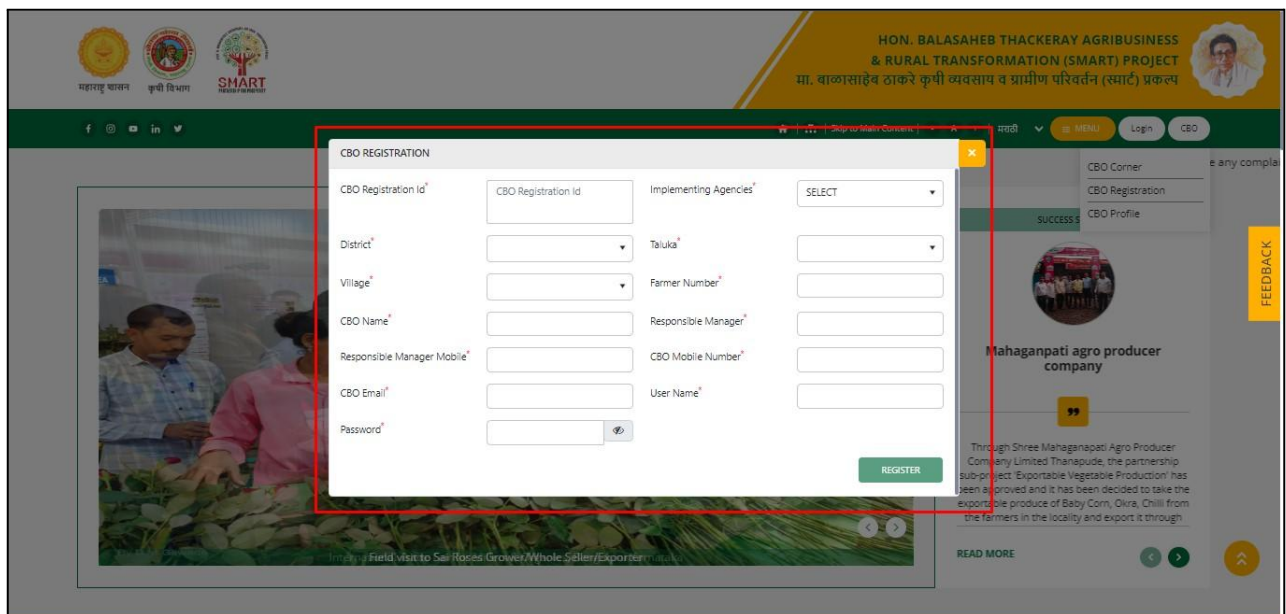 HON. BALASAHEB THACKERAY AGRIBUSINESS
& RURAL TRANSFORMATION (SMART) PROJECT
मा. बाळासाहेब ठाकरे कृषी व्यवसाय व ग्रामीण परिवर्तन (स्मार्ट) प्रकल्प
महाराष्ट्र शासन
कृषी विभाग
SMART
Skip to Main Content
A
मराठी
MENU
Login
CBO
CBO Corner
CBO Registration
CBO Profile
e any complai
CBO REGISTRATION
×
CBO Registration Id*
CBO Registration Id
Implementing Agencies*
SELECT
District*
Taluka*
Village*
Farmer Number*
CBO Name*
Responsible Manager*
Responsible Manager Mobile*
CBO Mobile Number*
CBO Email*
User Name*
Password*
REGISTER
SUCCESS S
FEEDBACK
Mahaganpati agro producer
company
Through Shree Mahaganapati Agro Producer
Company Limited Thanapude, the partnership
sub-project 'Exportable Vegetable Production' has
been approved and it has been decided to take the
exportable produce of Baby Corn, Okra, Chilli from
the farmers in the locality and export it through
READ MORE
Field visit to Sai Roses Grower/Whole Seller/Exporter